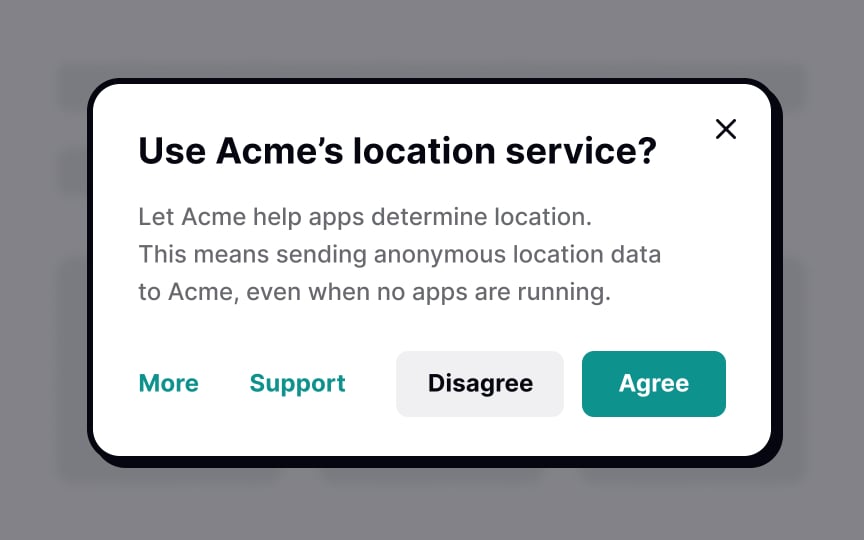 Use Acme’s location service?
Let Acme help apps determine location.
This means sending anonymous location data
to Acme, even when no apps are running.
More Support Disagree Agree